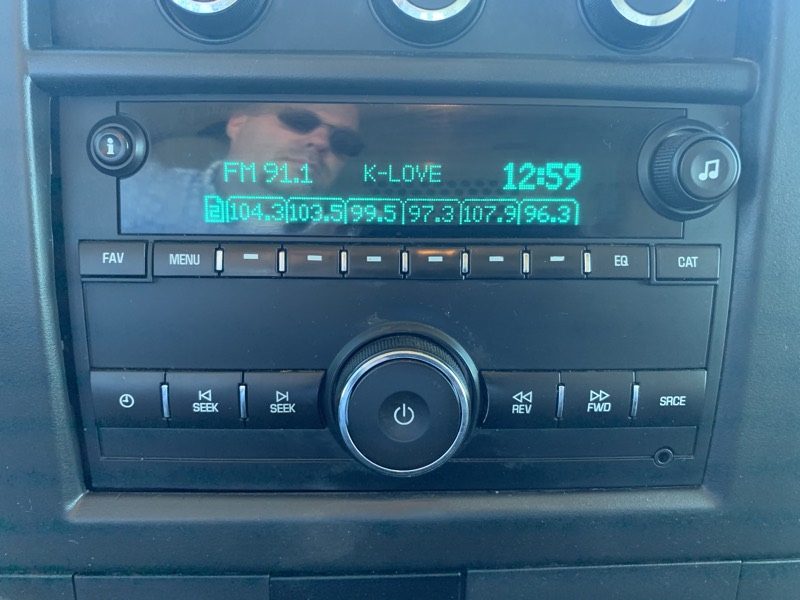 FM 91.1 K-LOVE 12:59
2 104.3 103.5 99.5 97.3 107.9 96.3
FAV MENU EQ CAT
SEEK SEEK REV FWD SRCE